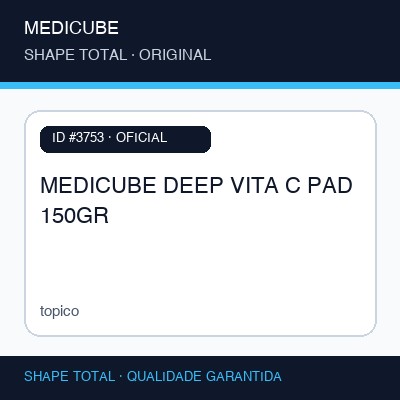 MEDICUBE
SHAPE TOTAL · ORIGINAL
ID #3753 · OFICIAL
MEDICUBE DEEP VITA C PAD
150GR
topico
SHAPE TOTAL · QUALIDADE GARANTIDA